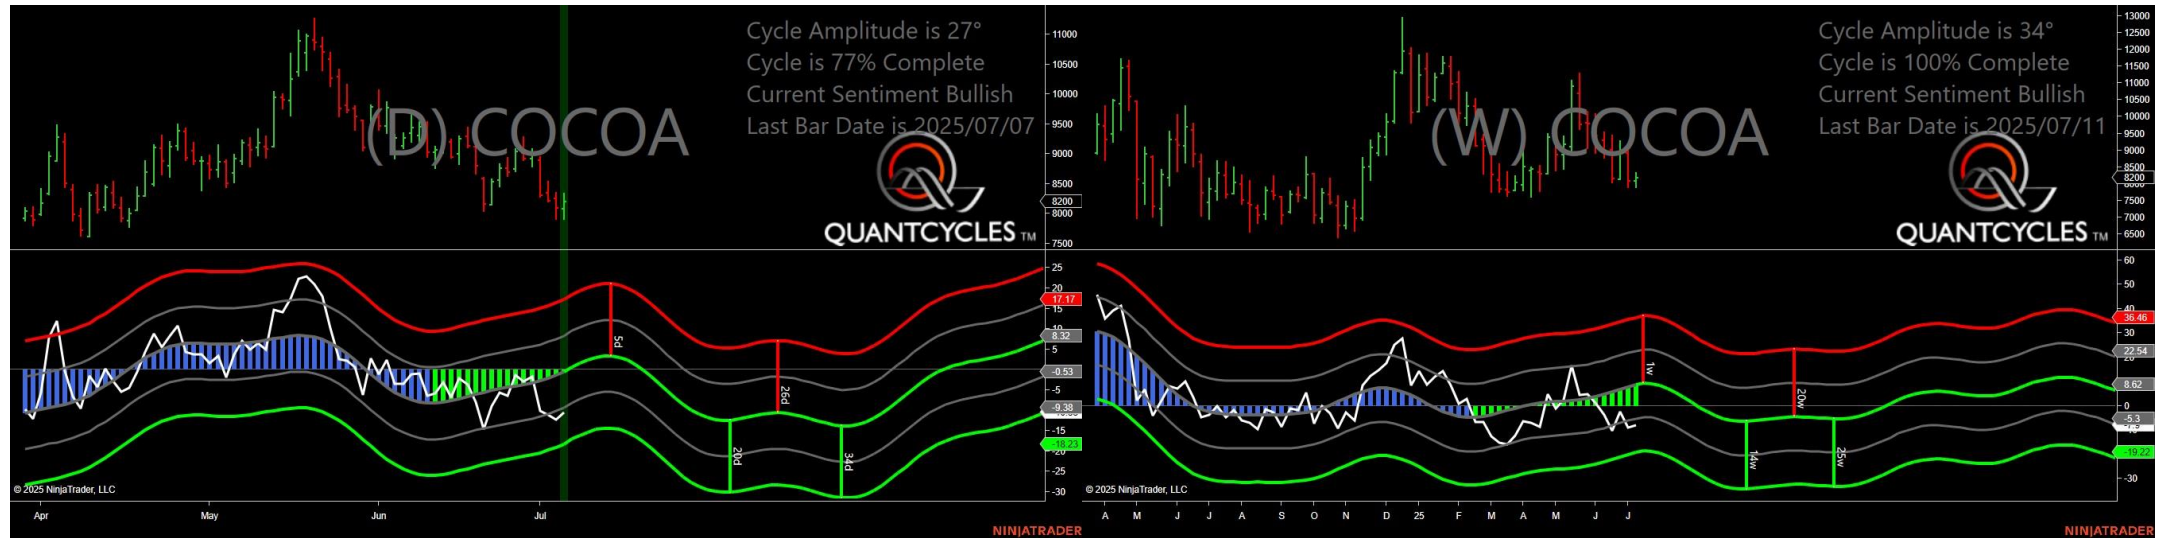 Cycle Amplitude is 27°
Cycle is 77% Complete
Current Sentiment Bullish
Last Bar Date is 2025/07/07
(D) COCOA
QUANTCYCLES TM
11000
10500
10000
9500
9000
8500
8200
8000
7500
25
20
17.17
10
8.32
5
-0.53
-5
-9.38
-15
-18.23
-20
-25
-30
5d
26d
20d
34d
© 2025 NinjaTrader, LLC
Apr May Jun Jul
NINJATRADER
Cycle Amplitude is 34°
Cycle is 100% Complete
Current Sentiment Bullish
Last Bar Date is 2025/07/11
(W) COCOA
QUANTCYCLES TM
13000
12500
12000
11500
11000
10500
10000
9500
9000
8500
8200
8000
7500
7000
6500
60
50
40
36.46
30
22.54
20
8.62
0
-5.3
-19.22
-30
1w
20w
14w
25w
© 2025 NinjaTrader, LLC
A M J J A S O N D 25 F M A M J J
NINJATRADER